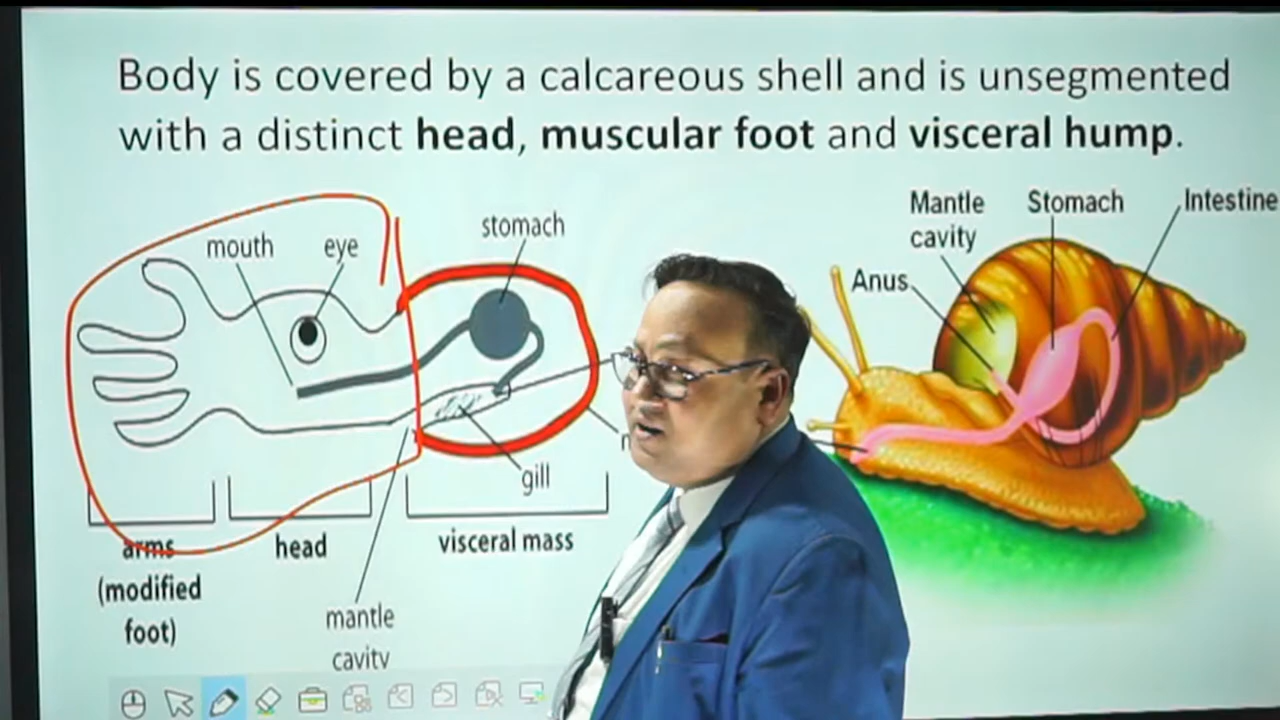 Body is covered by a calcareous shell and is unsegmented
with a distinct head, muscular foot and visceral hump.
mouth
eye
stomach
gill
arms
(modified
foot)
head
visceral mass
mantle
cavity
Mantle
cavity
Stomach
Intestine
Anus